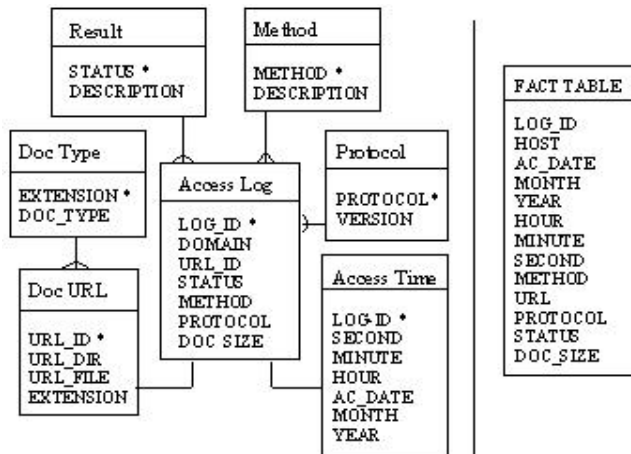 Result
STATUS *
DESCRIPTION
Method
METHOD *
DESCRIPTION
Doc Type
EXTENSION *
DOC_TYPE
Access Log
LOG_ID *
DOMAIN
URL_ID
STATUS
METHOD
PROTOCOL
DOC SIZE
Protocol
PROTOCOL*
VERSION
Doc URL
URL_ID *
URL_DIR
URL_FILE
EXTENSION
Access Time
LOG-ID *
SECOND
MINUTE
HOUR
AC_DATE
MONTH
YEAR
FACT TABLE
LOG_ID
HOST
AC_DATE
MONTH
YEAR
HOUR
MINUTE
SECOND
METHOD
URL
PROTOCOL
STATUS
DOC_SIZE